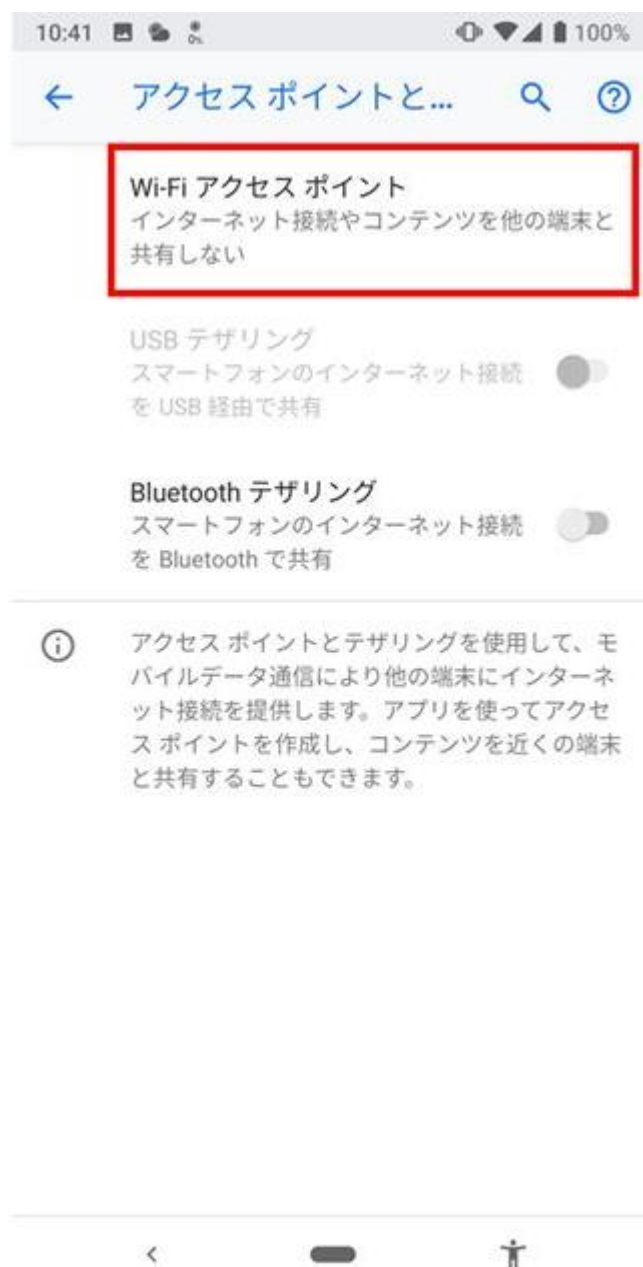 10:41
0%
100%
アクセス ポイントと...
Wi-Fi アクセス ポイント
インターネット接続やコンテンツを他の端末と
共有しない
USB テザリング
スマートフォンのインターネット接続
を USB 経由で共有
Bluetooth テザリング
スマートフォンのインターネット接続
を Bluetooth で共有
アクセス ポイントとテザリングを使用して、モ
バイルデータ通信により他の端末にインターネ
ット接続を提供します。アプリを使ってアクセ
ス ポイントを作成し、コンテンツを近くの端末
と共有することもできます。